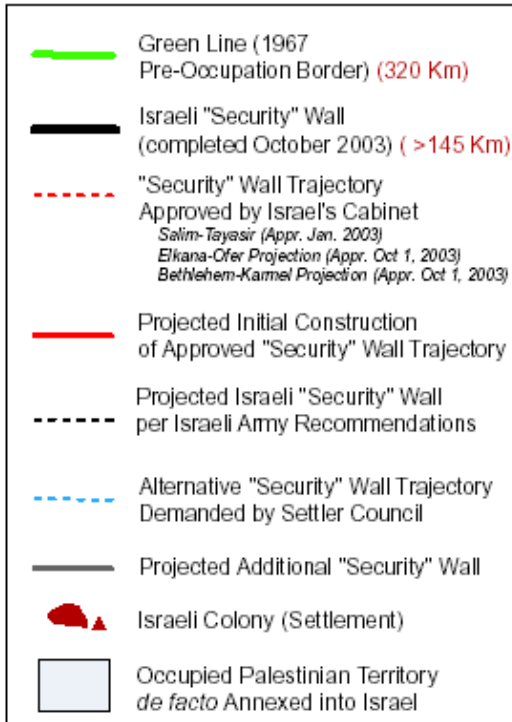 Green Line (1967
Pre-Occupation Border) (320 Km)
Israeli "Security" Wall
(completed October 2003) ( >145 Km)
"Security" Wall Trajectory
Approved by Israel's Cabinet
Salim-Tayasir (Appr. Jan. 2003)
Elkana-Ofer Projection (Appr. Oct 1, 2003)
Bethlehem-Karmel Projection (Appr. Oct 1, 2003)
Projected Initial Construction
of Approved "Security" Wall Trajectory
Projected Israeli "Security" Wall
per Israeli Army Recommendations
Alternative "Security" Wall Trajectory
Demanded by Settler Council
Projected Additional "Security" Wall
Israeli Colony (Settlement)
Occupied Palestinian Territory
de facto Annexed into Israel